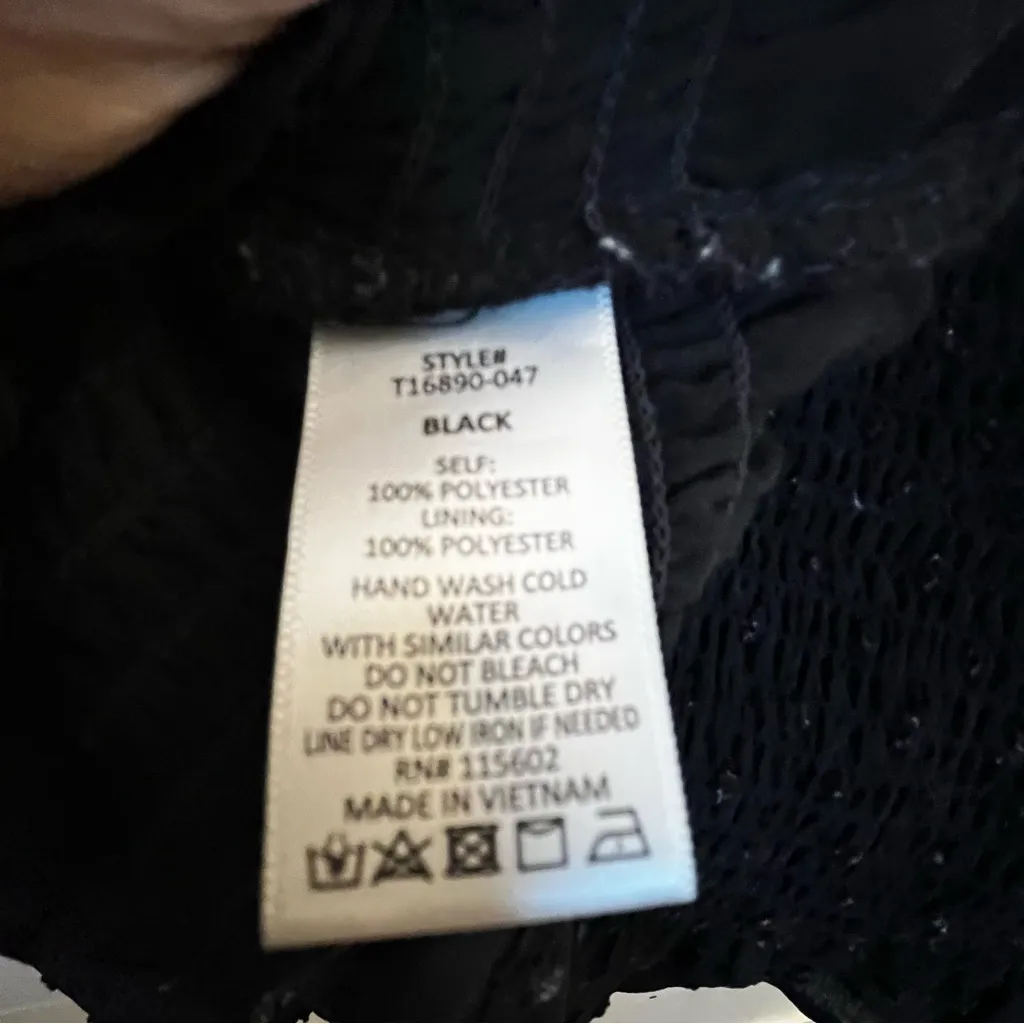 STYLE#
T16890-047
BLACK
SELF:
100% POLYESTER
LINING:
100% POLYESTER
HAND WASH COLD
WATER
WITH SIMILAR COLORS
DO NOT BLEACH
DO NOT TUMBLE DRY
LINE DRY LOW IRON IF NEEDED
RN# 115602
MADE IN VIETNAM